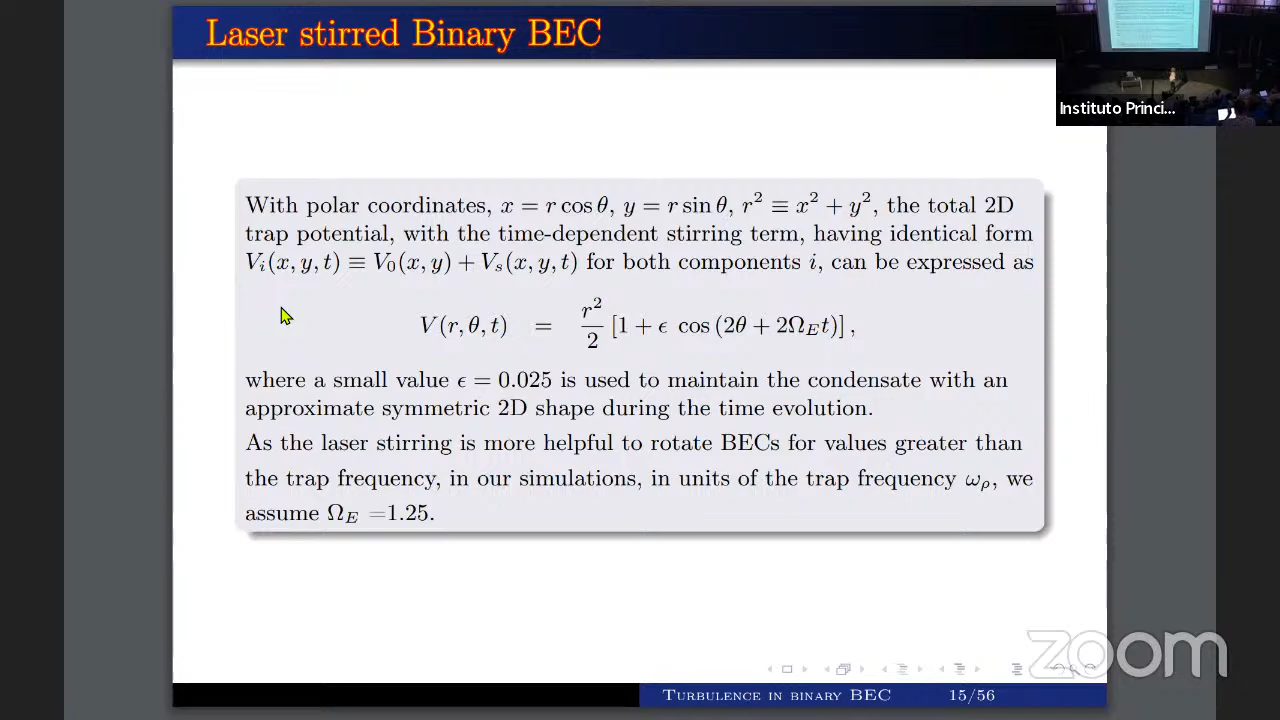 Laser stirred Binary BEC
Instituto Princi...
With polar coordinates, x = r cos θ, y = r sin θ, r² ≡ x² + y², the total 2D
trap potential, with the time-dependent stirring term, having identical form
Vᵢ(x, y, t) ≡ V₀(x, y) + Vₛ(x, y, t) for both components i, can be expressed as
V(r, θ, t) = r²/2 [1 + ϵ cos (2θ + 2Ω_E t)] ,
where a small value ϵ = 0.025 is used to maintain the condensate with an
approximate symmetric 2D shape during the time evolution.
As the laser stirring is more helpful to rotate BECs for values greater than
the trap frequency, in our simulations, in units of the trap frequency ω_ρ, we
assume Ω_E =1.25.
zoom
Turbulence in binary BEC 15/56